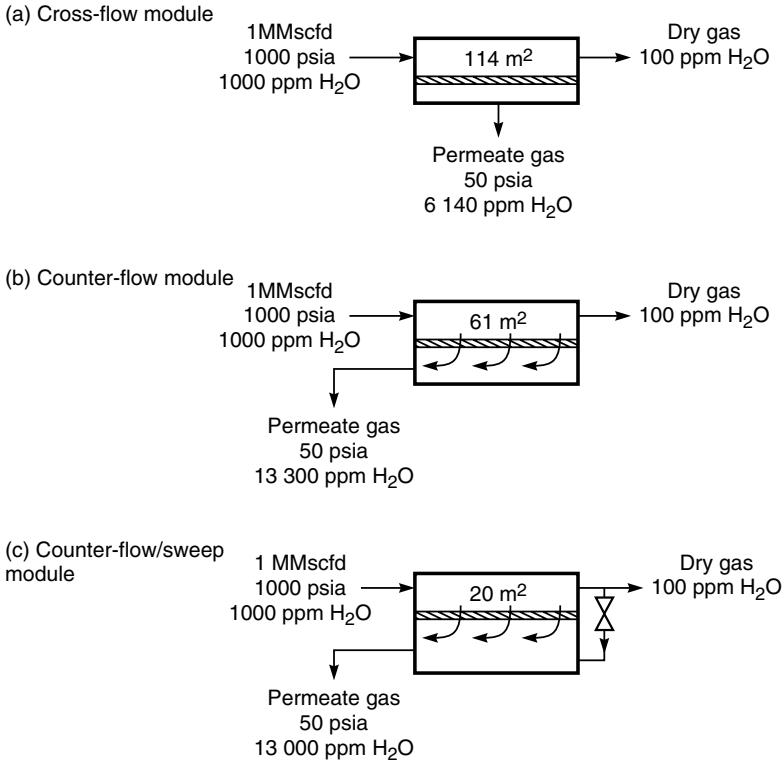 (a) Cross-flow module
1MMscfd
1000 psia
1000 ppm H₂O
114 m²
Dry gas
100 ppm H₂O
Permeate gas
50 psia
6 140 ppm H₂O
(b) Counter-flow module
1MMscfd
1000 psia
1000 ppm H₂O
61 m²
Dry gas
100 ppm H₂O
Permeate gas
50 psia
13 300 ppm H₂O
(c) Counter-flow/sweep
module
1 MMscfd
1000 psia
1000 ppm H₂O
20 m²
Dry gas
100 ppm H₂O
Permeate gas
50 psia
13 000 ppm H₂O